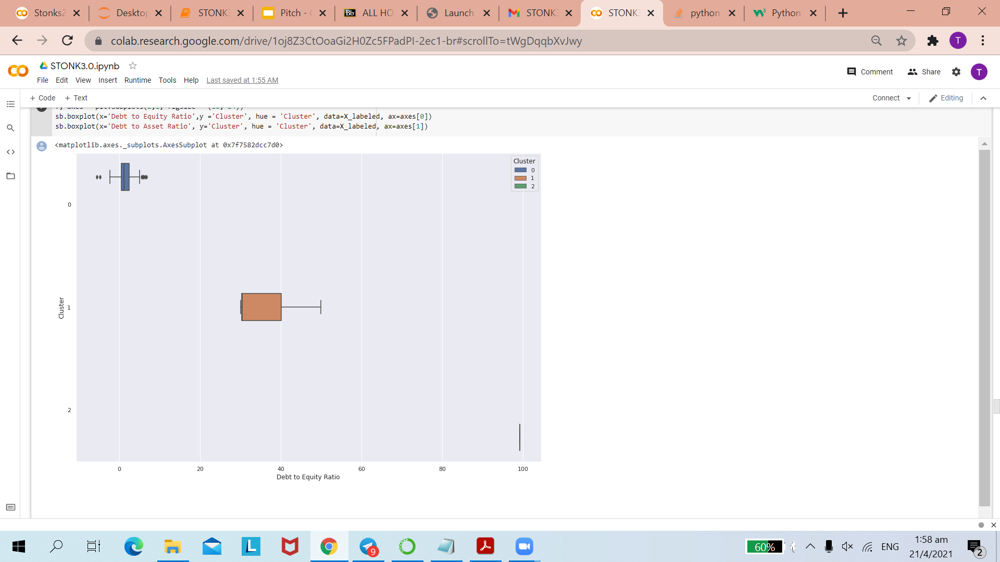 Stonks2
Desktop
STONK3
Pitch - 
ALL HO
Launch
STONK3
STONK3
python
Python
colab.research.google.com/drive/1oj8Z3CtOoaGi2H0Zc5FPadPI-2ec1-br#scrollTo=tWgDqqbXvJwy
T
STONK3.0.ipynb
Comment
Share
T
File Edit View Insert Runtime Tools Help Last saved at 1:55 AM
+ Code + Text
Connect
Editing
f, axes = plt.subplots(2,1, figsize = (16, 24))
sb.boxplot(x='Debt to Equity Ratio',y ='Cluster', hue = 'Cluster', data=X_labeled, ax=axes[0])
sb.boxplot(x='Debt to Asset Ratio', y='Cluster', hue = 'Cluster', data=X_labeled, ax=axes[1])
<matplotlib.axes._subplots.AxesSubplot at 0x7f7582dcc7d0>
Cluster
0
1
2
0
Cluster
1
2
0 20 40 60 80 100
Debt to Equity Ratio
9
60%
ENG
1:58 am
21/4/2021
2